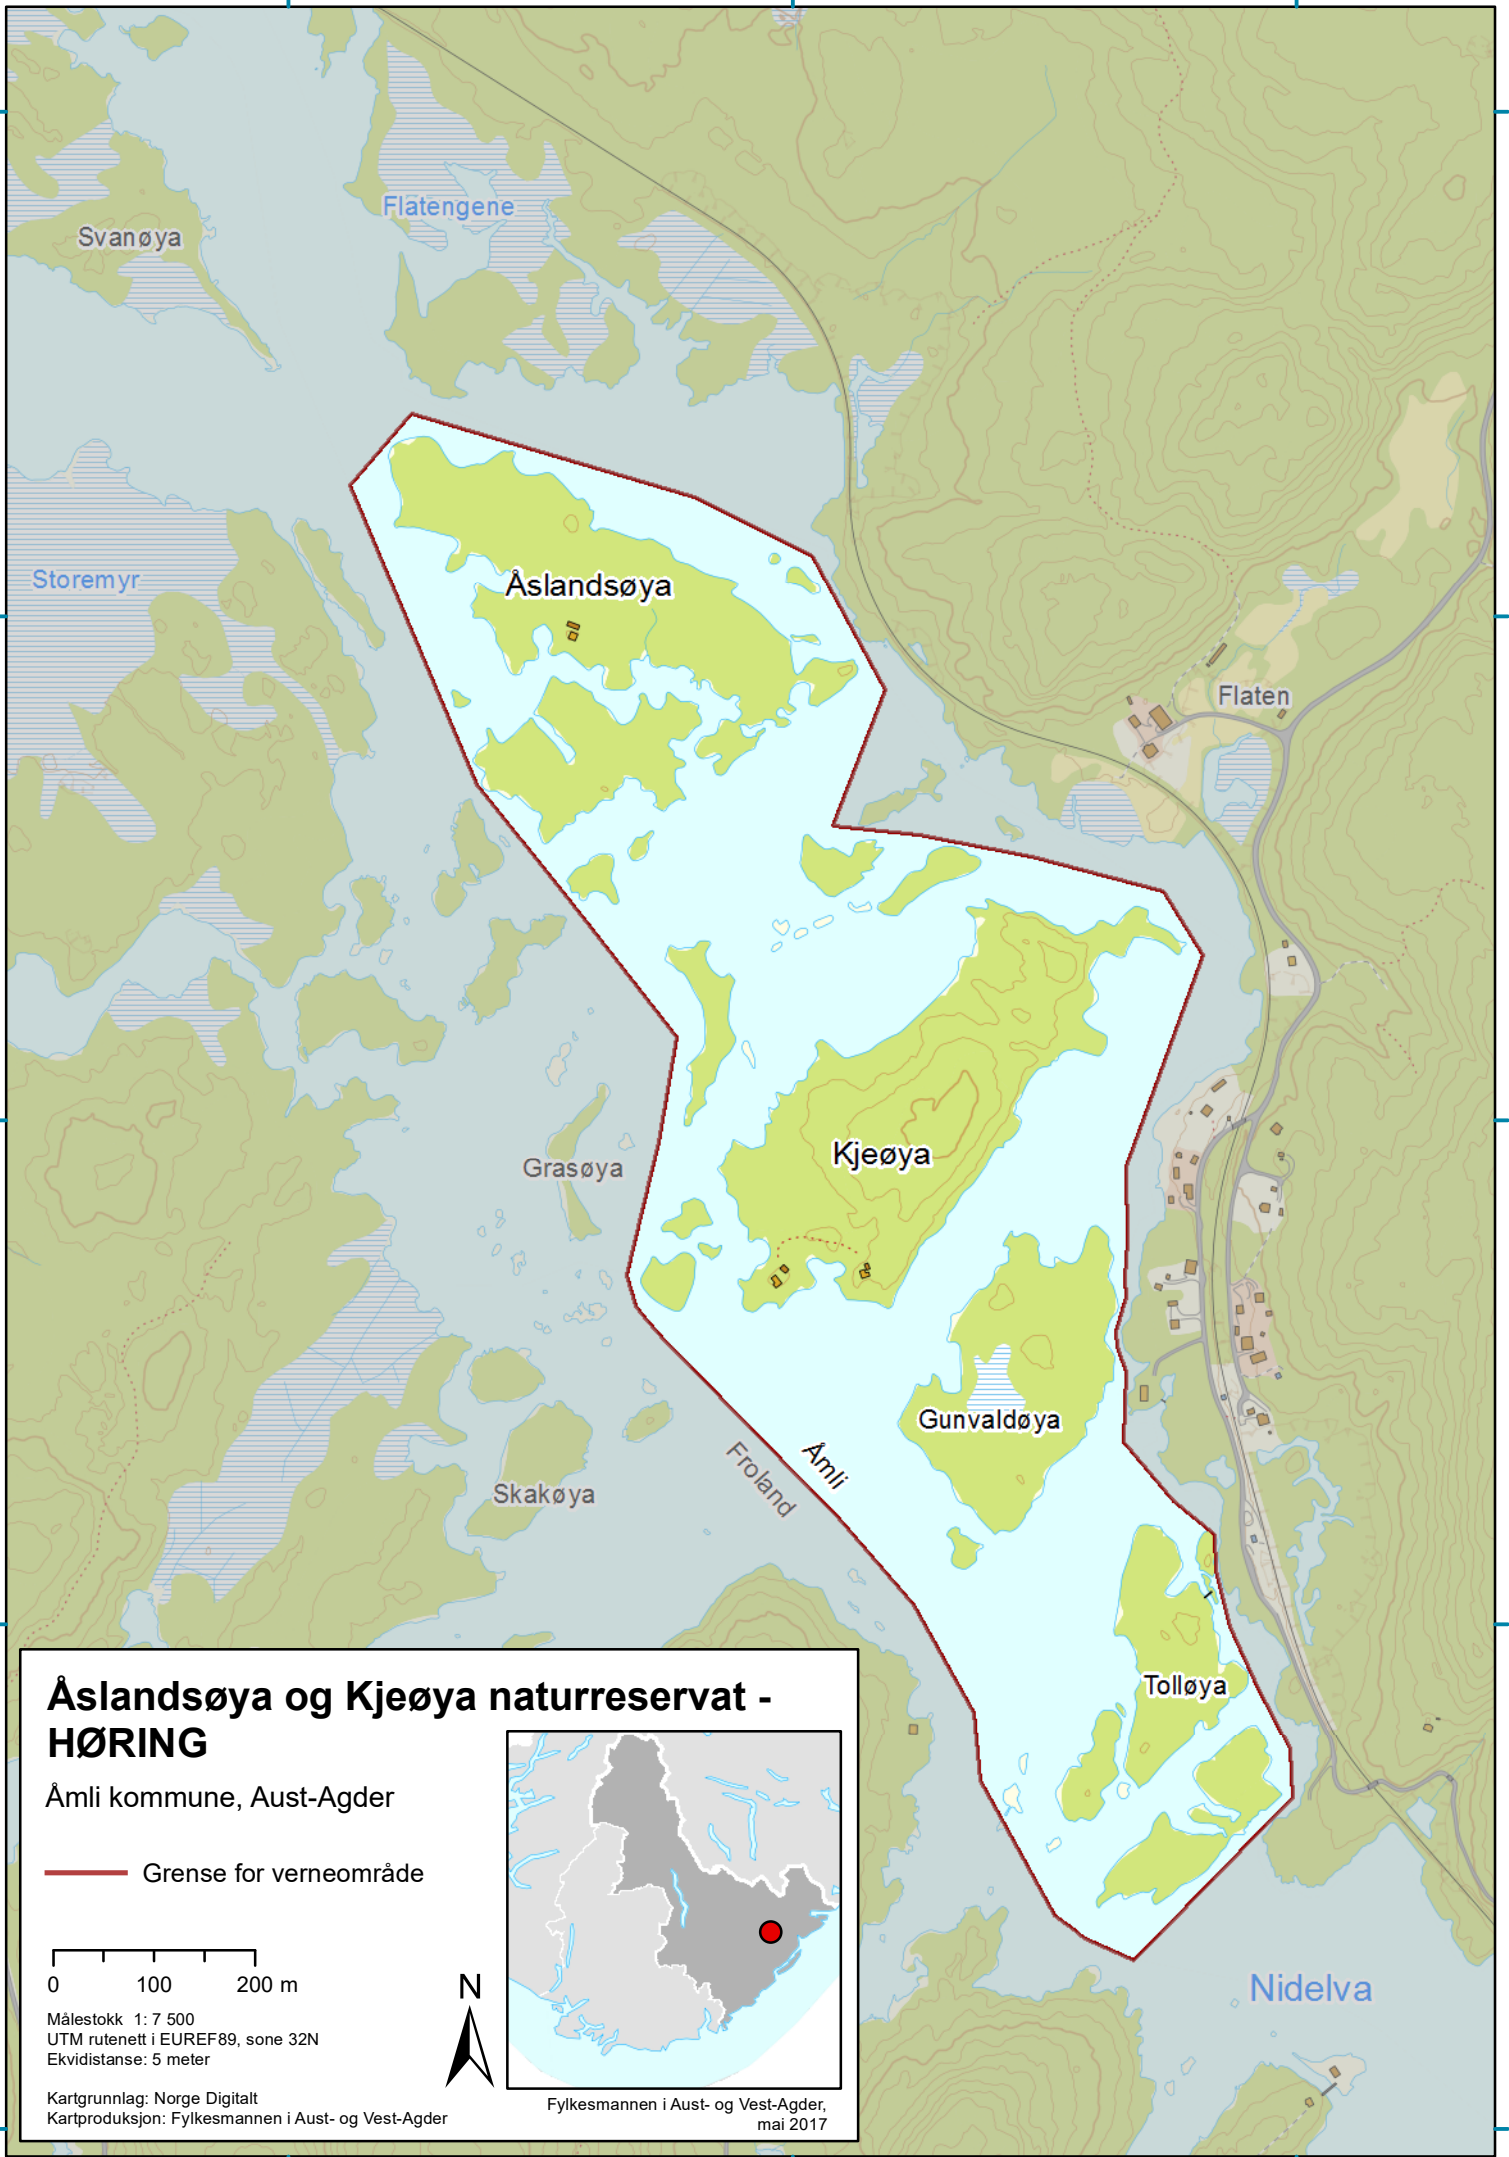 Flatengene
Svanøya
Storemyr
Åslandsøya
Flaten
Kjeøya
Grasøya
Gunvaldøya
Åmli
Froland
Skakøya
Tolløya
Nidelva
Åslandsøya og Kjeøya naturreservat -
HØRING
Åmli kommune, Aust-Agder
Grense for verneområde
0 100 200 m
Målestokk 1: 7 500
UTM rutenett i EUREF89, sone 32N
Ekvidistanse: 5 meter
Kartgrunnlag: Norge Digitalt
Kartproduksjon: Fylkesmannen i Aust- og Vest-Agder
N
Fylkesmannen i Aust- og Vest-Agder,
mai 2017